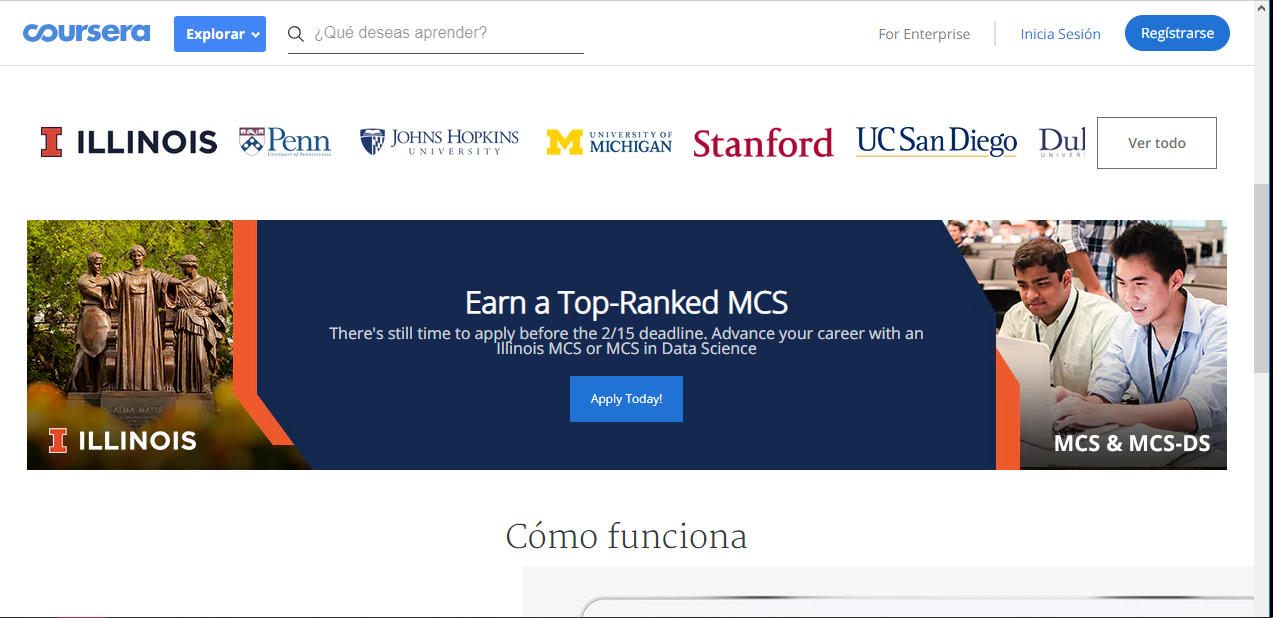 coursera
Explorar
¿Qué deseas aprender?
For Enterprise
Inicia Sesión
Regístrarse
ILLINOIS
Penn
UNIVERSITY of PENNSYLVANIA
JOHNS HOPKINS
UNIVERSITY
M
UNIVERSITY OF
MICHIGAN
Stanford
UC San Diego
Dul
UNIVER
Ver todo
Earn a Top-Ranked MCS
There's still time to apply before the 2/15 deadline. Advance your career with an
Illinois MCS or MCS in Data Science
Apply Today!
ALMA MATER
ILLINOIS
MCS & MCS-DS
Cómo funciona